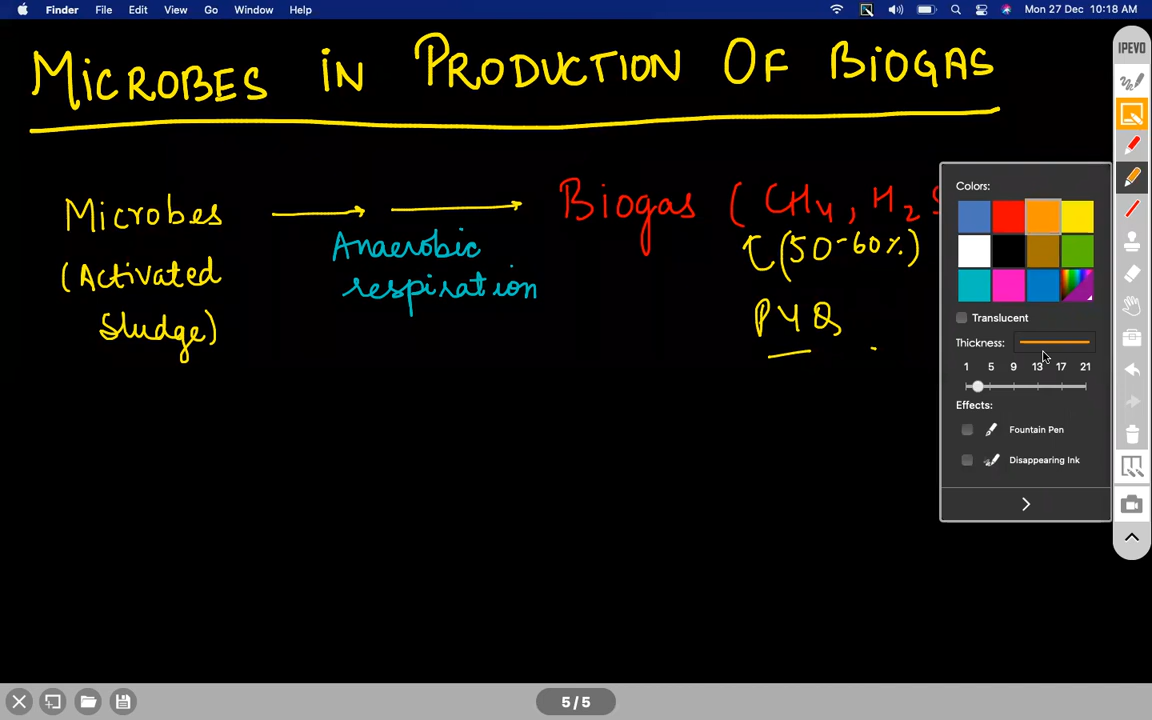 Finder File Edit View Go Window Help Mon 27 Dec 10:18 AM
MICROBES IN PRODUCTION OF BIOGAS
IPEVO
Microbes Biogas (CH4, H2 S
(Activated Anaerobic (50-60%)
Sludge) respiration PYQ
Colors:
Translucent
Thickness:
1 5 9 13 17 21
Effects:
Fountain Pen
Disappearing Ink
5/5